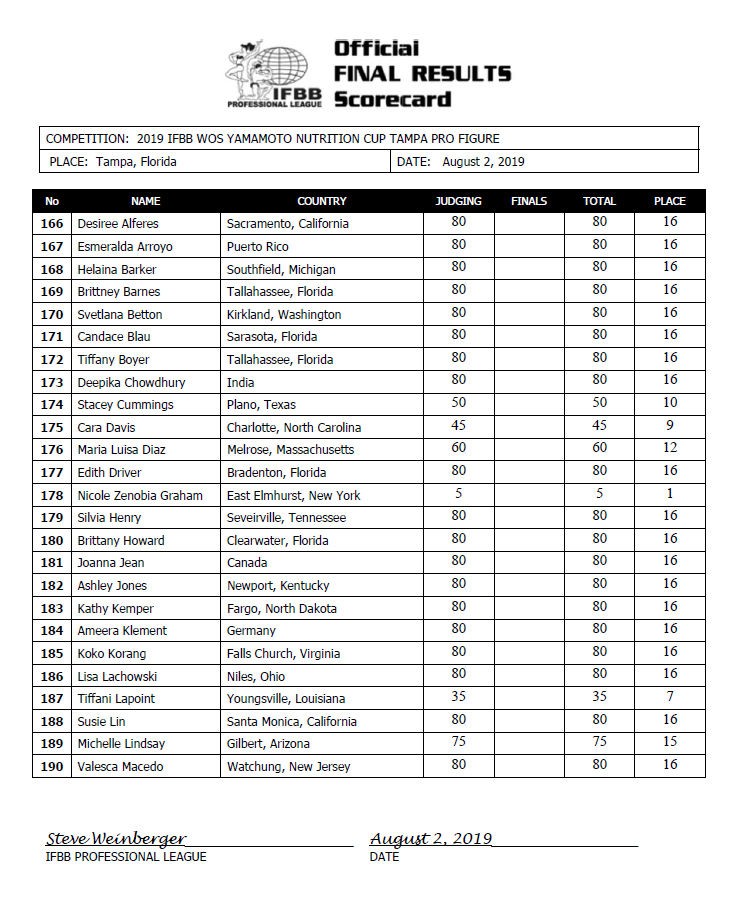 Official
FINAL RESULTS
Scorecard
IFBB
PROFESSIONAL LEAGUE
COMPETITION: 2019 IFBB WOS YAMAMOTO NUTRITION CUP TAMPA PRO FIGURE
PLACE: Tampa, Florida DATE: August 2, 2019
No NAME COUNTRY JUDGING FINALS TOTAL PLACE
166 Desiree Alferes Sacramento, California 80 80 16
167 Esmeralda Arroyo Puerto Rico 80 80 16
168 Helaina Barker Southfield, Michigan 80 80 16
169 Brittney Barnes Tallahassee, Florida 80 80 16
170 Svetlana Betton Kirkland, Washington 80 80 16
171 Candace Blau Sarasota, Florida 80 80 16
172 Tiffany Boyer Tallahassee, Florida 80 80 16
173 Deepika Chowdhury India 80 80 16
174 Stacey Cummings Plano, Texas 50 50 10
175 Cara Davis Charlotte, North Carolina 45 45 9
176 Maria Luisa Diaz Melrose, Massachusetts 60 60 12
177 Edith Driver Bradenton, Florida 80 80 16
178 Nicole Zenobia Graham East Elmhurst, New York 5 5 1
179 Silvia Henry Seveirville, Tennessee 80 80 16
180 Brittany Howard Clearwater, Florida 80 80 16
181 Joanna Jean Canada 80 80 16
182 Ashley Jones Newport, Kentucky 80 80 16
183 Kathy Kemper Fargo, North Dakota 80 80 16
184 Ameera Klement Germany 80 80 16
185 Koko Korang Falls Church, Virginia 80 80 16
186 Lisa Lachowski Niles, Ohio 80 80 16
187 Tiffani Lapoint Youngsville, Louisiana 35 35 7
188 Susie Lin Santa Monica, California 80 80 16
189 Michelle Lindsay Gilbert, Arizona 75 75 15
190 Valesca Macedo Watchung, New Jersey 80 80 16
Steve Weinberger August 2, 2019
IFBB PROFESSIONAL LEAGUE DATE